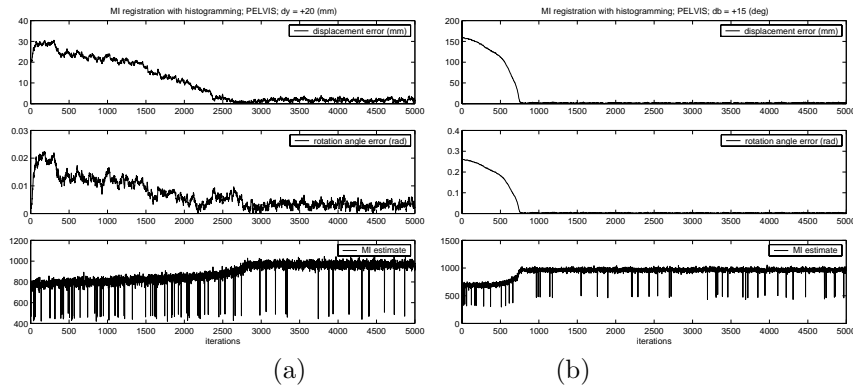 MI registration with histogramming; PELVIS; dy = +20 (mm)
40
30
20
10
0
displacement error (mm)
0 500 1000 1500 2000 2500 3000 3500 4000 4500 5000
0.03
0.02
0.01
0
rotation angle error (rad)
0 500 1000 1500 2000 2500 3000 3500 4000 4500 5000
1200
1000
800
600
400
MI estimate
0 500 1000 1500 2000 2500 3000 3500 4000 4500 5000
iterations
(a)
MI registration with histogramming; PELVIS; db = +15 (deg)
200
150
100
50
0
displacement error (mm)
0 500 1000 1500 2000 2500 3000 3500 4000 4500 5000
0.4
0.3
0.2
0.1
0
rotation angle error (rad)
0 500 1000 1500 2000 2500 3000 3500 4000 4500 5000
1500
1000
500
0
MI estimate
0 500 1000 1500 2000 2500 3000 3500 4000 4500 5000
iterations
(b)